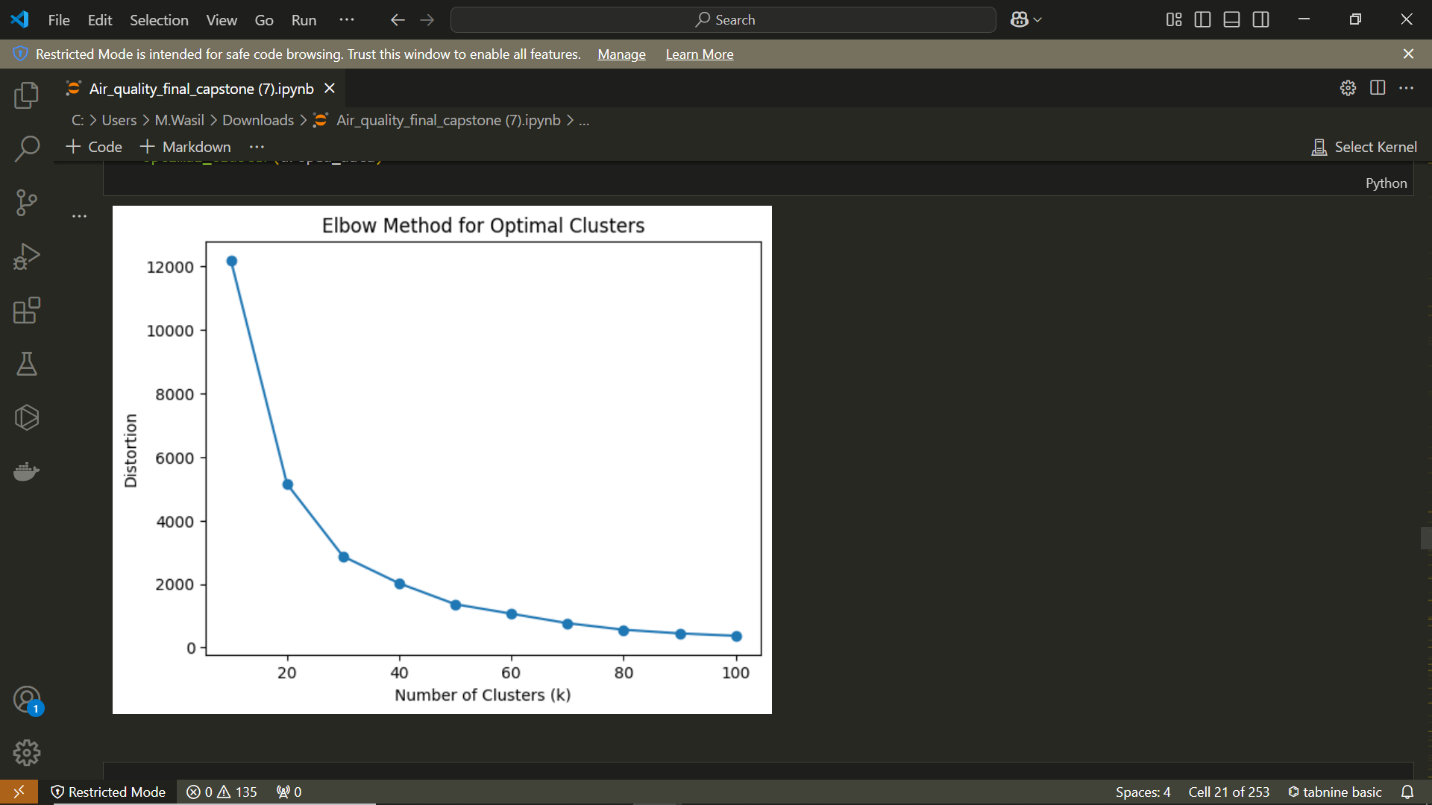 File Edit Selection View Go Run ··· Search
Restricted Mode is intended for safe code browsing. Trust this window to enable all features. Manage Learn More
Air_quality_final_capstone (7).ipynb
C: > Users > M.Wasil > Downloads > Air_quality_final_capstone (7).ipynb > ...
+ Code + Markdown ··· Select Kernel
Python
Elbow Method for Optimal Clusters
12000
10000
8000
6000
4000
2000
0
Distortion
20 40 60 80 100
Number of Clusters (k)
1
Restricted Mode 0 135 0 Spaces: 4 Cell 21 of 253 tabnine basic